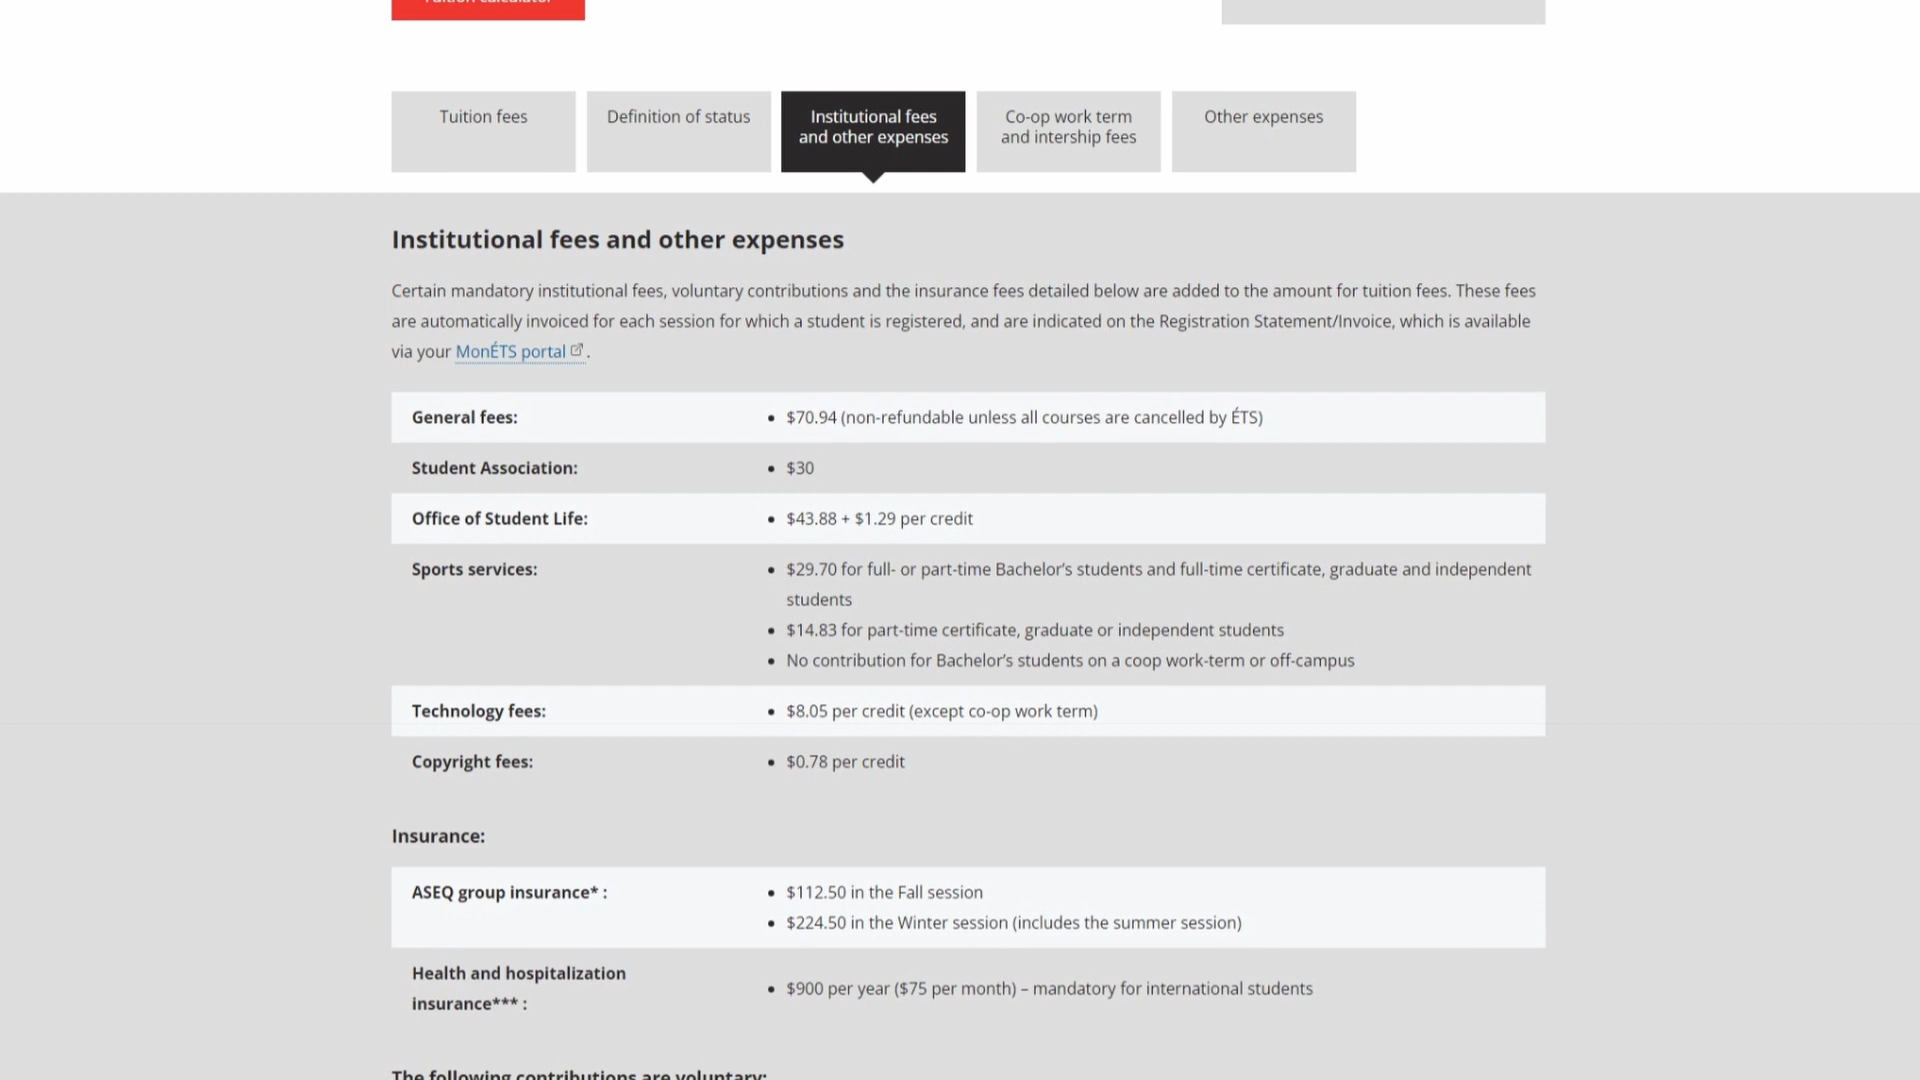 Tuition calculator
Tuition fees
Definition of status
Institutional fees
and other expenses
Co-op work term
and intership fees
Other expenses
Institutional fees and other expenses
Certain mandatory institutional fees, voluntary contributions and the insurance fees detailed below are added to the amount for tuition fees. These fees
are automatically invoiced for each session for which a student is registered, and are indicated on the Registration Statement/Invoice, which is available
via your MonÉTS portal .
General fees:
• $70.94 (non-refundable unless all courses are cancelled by ÉTS)
Student Association:
• $30
Office of Student Life:
• $43.88 + $1.29 per credit
Sports services:
• $29.70 for full- or part-time Bachelor’s students and full-time certificate, graduate and independent
students
• $14.83 for part-time certificate, graduate or independent students
• No contribution for Bachelor’s students on a coop work-term or off-campus
Technology fees:
• $8.05 per credit (except co-op work term)
Copyright fees:
• $0.78 per credit
Insurance:
ASEQ group insurance* :
• $112.50 in the Fall session
• $224.50 in the Winter session (includes the summer session)
Health and hospitalization
insurance*** :
• $900 per year ($75 per month) – mandatory for international students
The following contributions are voluntary: